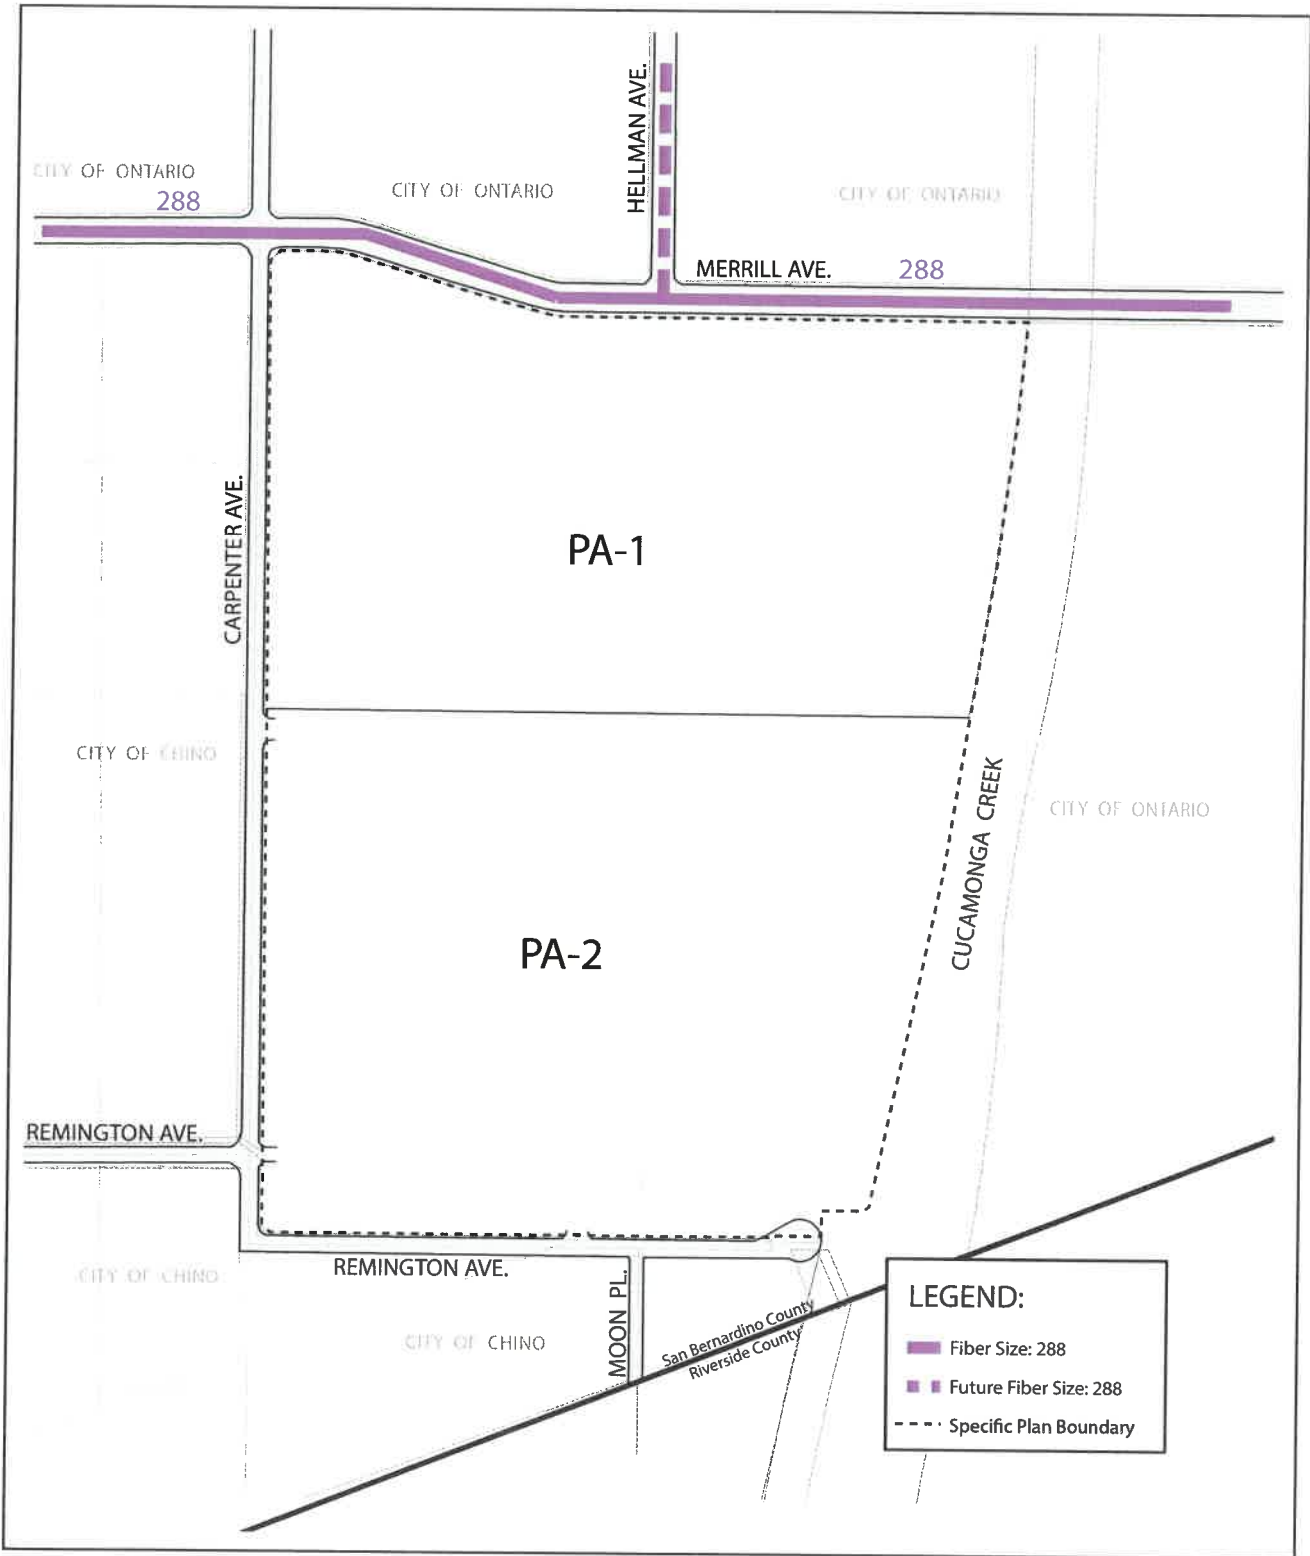 HELLMAN AVE.
CITY OF ONTARIO
CITY OF ONTARIO
CITY OF ONTARIO
288
MERRILL AVE.
288
CARPENTER AVE.
PA-1
CITY OF CHINO
CUCAMONGA CREEK
CITY OF ONTARIO
PA-2
REMINGTON AVE.
REMINGTON AVE.
CITY OF CHINO
MOON PL.
CITY OF CHINO
San Bernardino County
Riverside County
LEGEND:
Fiber Size: 288
Future Fiber Size: 288
Specific Plan Boundary